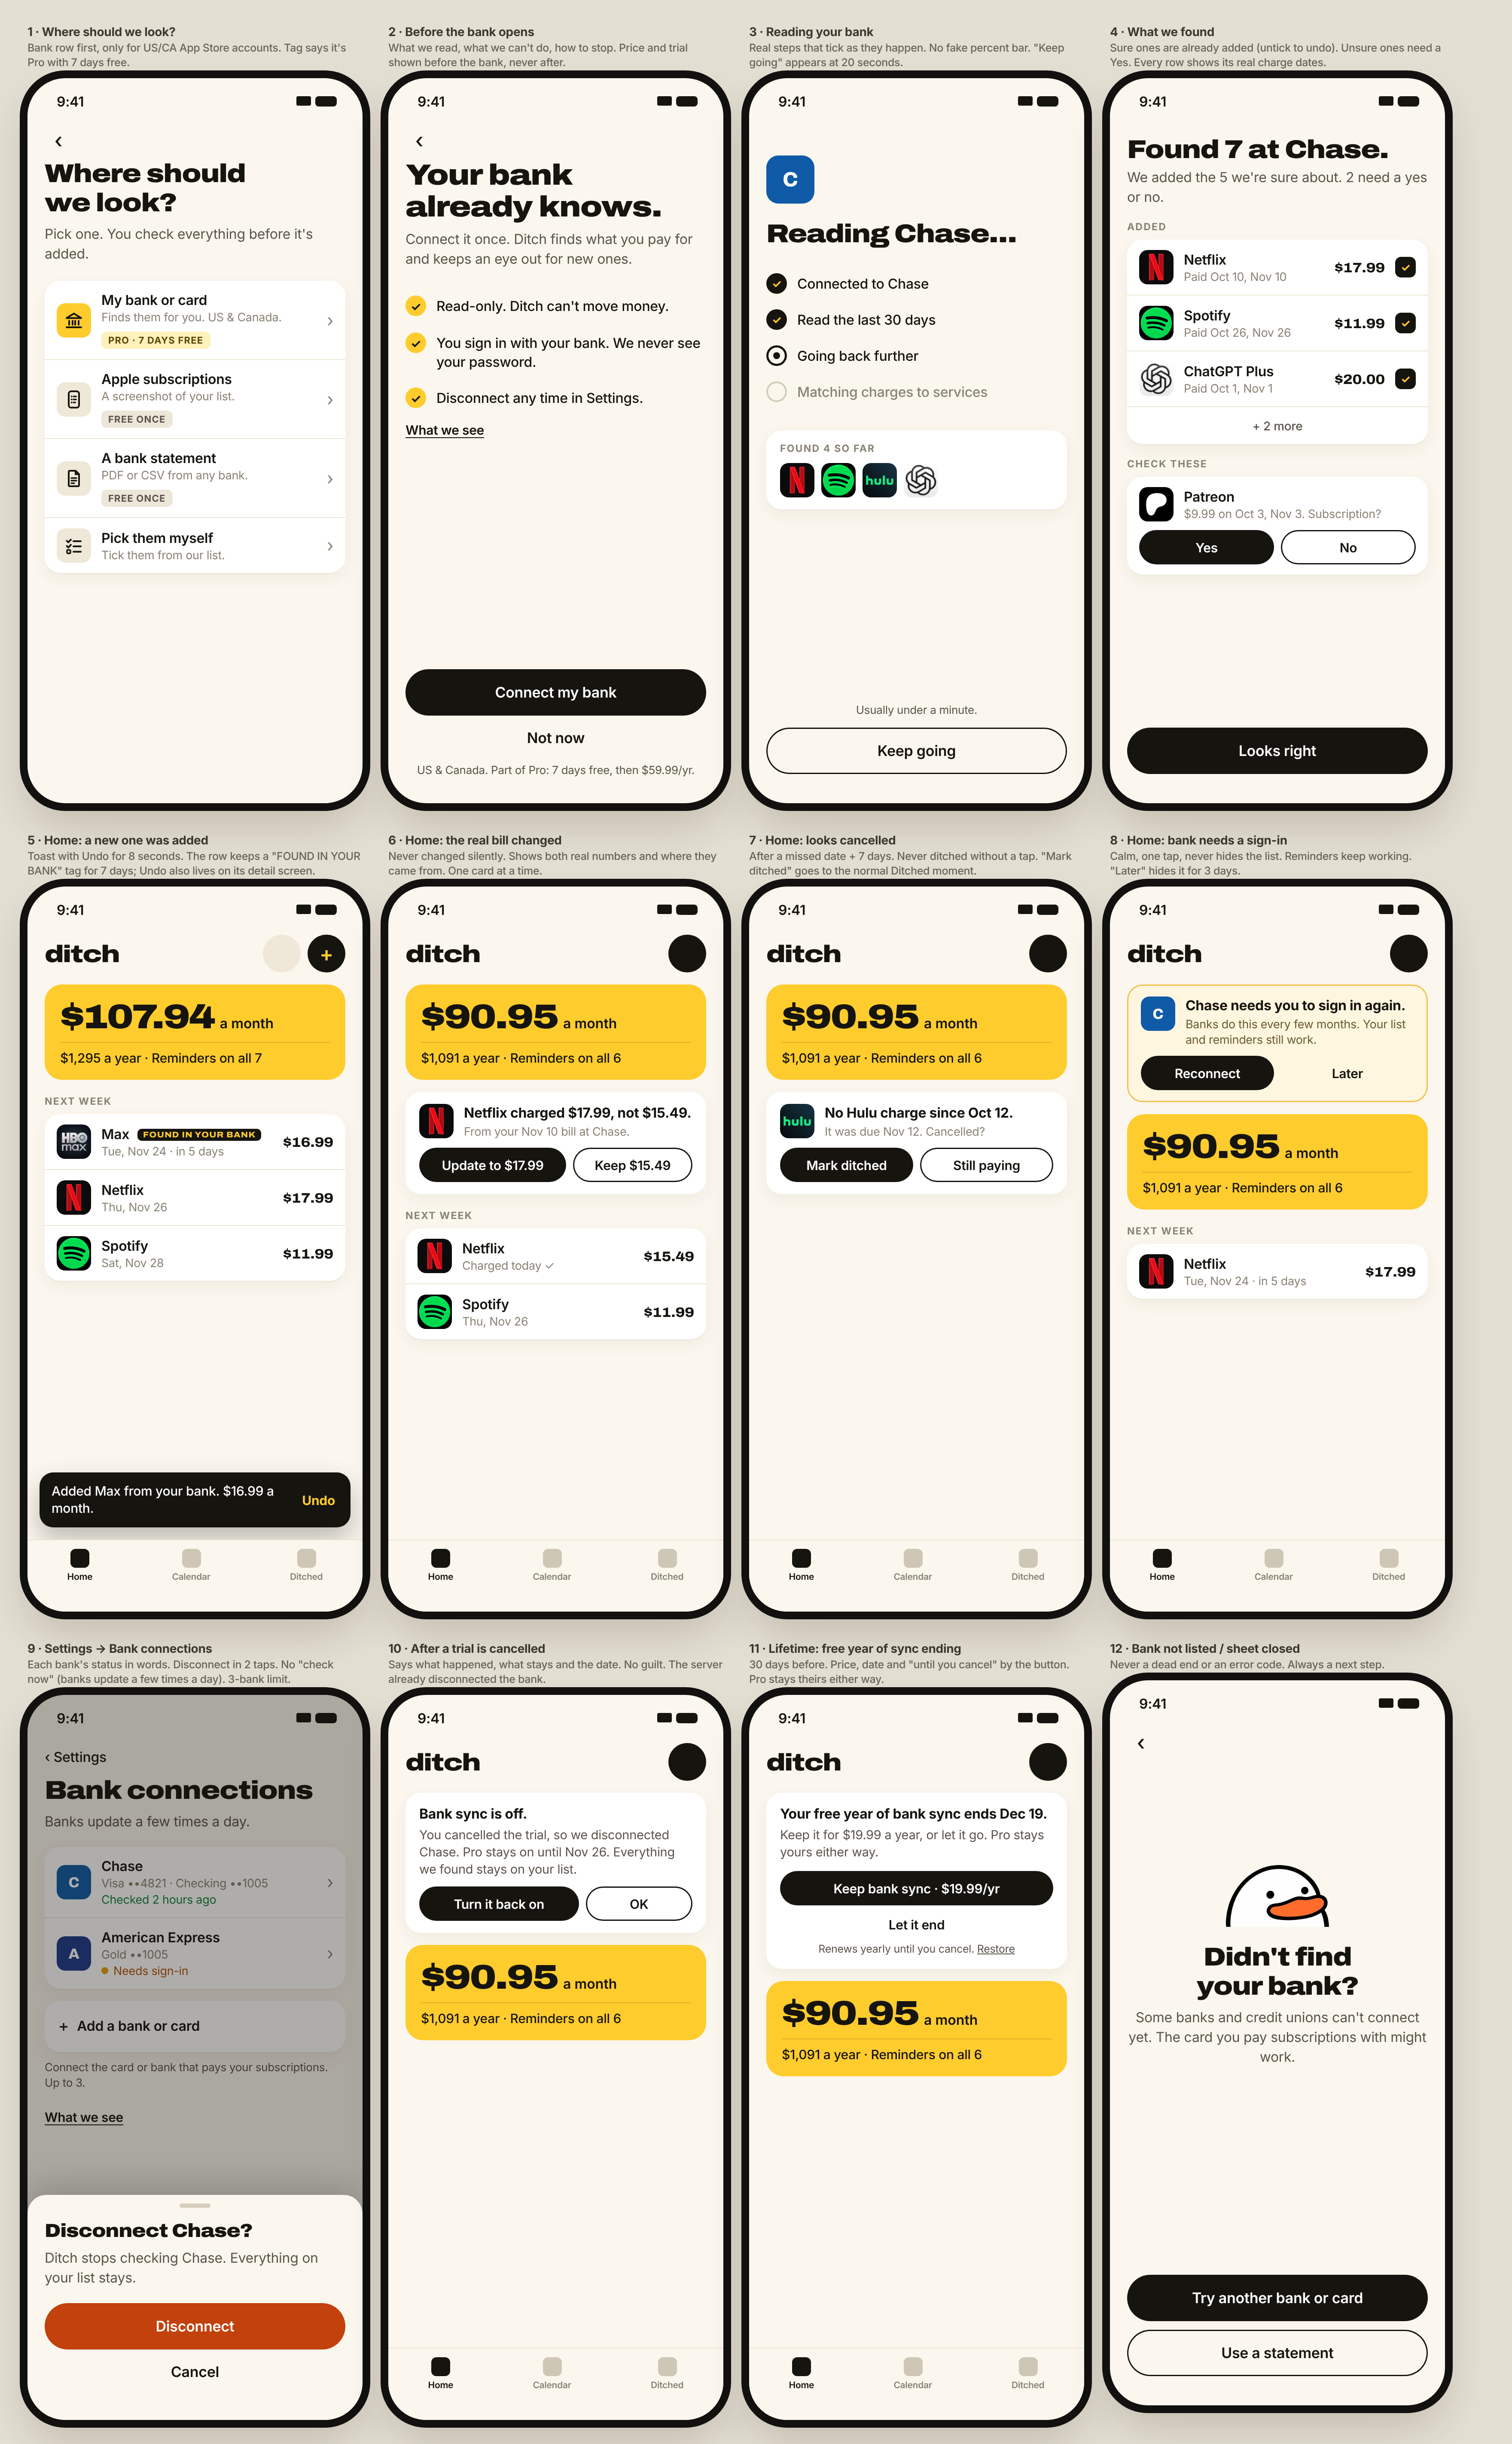 1 · Where should we look?
Bank row first, only for US/CA App Store accounts. Tag says it's
Pro with 7 days free.
9:41
‹
Where should
we look?
Pick one. You check everything before it's
added.
My bank or card
Finds them for you. US & Canada.
PRO · 7 DAYS FREE
›
Apple subscriptions
A screenshot of your list.
FREE ONCE
›
A bank statement
PDF or CSV from any bank.
FREE ONCE
›
Pick them myself
Tick them from our list.
›
2 · Before the bank opens
What we read, what we can't do, how to stop. Price and trial
shown before the bank, never after.
9:41
‹
Your bank
already knows.
Connect it once. Ditch finds what you pay for
and keeps an eye out for new ones.
Read-only. Ditch can't move money.
You sign in with your bank. We never see
your password.
Disconnect any time in Settings.
What we see
Connect my bank
Not now
US & Canada. Part of Pro: 7 days free, then $59.99/yr.
3 · Reading your bank
Real steps that tick as they happen. No fake percent bar. "Keep
going" appears at 20 seconds.
9:41
C
Reading Chase...
Connected to Chase
Read the last 30 days
Going back further
Matching charges to services
FOUND 4 SO FAR
N
hulu
Usually under a minute.
Keep going
4 · What we found
Sure ones are already added (untick to undo). Unsure ones need a
Yes. Every row shows its real charge dates.
9:41
Found 7 at Chase.
We added the 5 we're sure about. 2 need a yes
or no.
ADDED
N
Netflix
Paid Oct 10, Nov 10
$17.99
Spotify
Paid Oct 26, Nov 26
$11.99
ChatGPT Plus
Paid Oct 1, Nov 1
$20.00
+ 2 more
CHECK THESE
Patreon
$9.99 on Oct 3, Nov 3. Subscription?
Yes
No
Looks right
5 · Home: a new one was added
Toast with Undo for 8 seconds. The row keeps a "FOUND IN YOUR
BANK" tag for 7 days; Undo also lives on its detail screen.
9:41
ditch
+
$107.94 a month
$1,295 a year · Reminders on all 7
NEXT WEEK
HBO
max
Max FOUND IN YOUR BANK
Tue, Nov 24 · in 5 days
$16.99
N
Netflix
Thu, Nov 26
$17.99
Spotify
Sat, Nov 28
$11.99
Added Max from your bank. $16.99 a
month.
Undo
Home
Calendar
Ditched
6 · Home: the real bill changed
Never changed silently. Shows both real numbers and where they
came from. One card at a time.
9:41
ditch
$90.95 a month
$1,091 a year · Reminders on all 6
N
Netflix charged $17.99, not $15.49.
From your Nov 10 bill at Chase.
Update to $17.99
Keep $15.49
NEXT WEEK
N
Netflix
Charged today ✓
$15.49
Spotify
Thu, Nov 26
$11.99
Home
Calendar
Ditched
7 · Home: looks cancelled
After a missed date + 7 days. Never ditched without a tap. "Mark
ditched" goes to the normal Ditched moment.
9:41
ditch
$90.95 a month
$1,091 a year · Reminders on all 6
hulu
No Hulu charge since Oct 12.
It was due Nov 12. Cancelled?
Mark ditched
Still paying
Home
Calendar
Ditched
8 · Home: bank needs a sign-in
Calm, one tap, never hides the list. Reminders keep working.
"Later" hides it for 3 days.
9:41
ditch
C
Chase needs you to sign in again.
Banks do this every few months. Your list
and reminders still work.
Reconnect
Later
$90.95 a month
$1,091 a year · Reminders on all 6
NEXT WEEK
N
Netflix
Tue, Nov 24 · in 5 days
$17.99
Home
Calendar
Ditched
9 · Settings → Bank connections
Each bank's status in words. Disconnect in 2 taps. No "check
now" (banks update a few times a day). 3-bank limit.
9:41
‹ Settings
Bank connections
Banks update a few times a day.
C
Chase
Visa ••4821 · Checking ••1005
Checked 2 hours ago
›
A
American Express
Gold ••1005
Needs sign-in
›
+ Add a bank or card
Connect the card or bank that pays your subscriptions.
Up to 3.
What we see
Disconnect Chase?
Ditch stops checking Chase. Everything on
your list stays.
Disconnect
Cancel
10 · After a trial is cancelled
Says what happened, what stays and the date. No guilt. The server
already disconnected the bank.
9:41
ditch
Bank sync is off.
You cancelled the trial, so we disconnected
Chase. Pro stays on until Nov 26. Everything
we found stays on your list.
Turn it back on
OK
$90.95 a month
$1,091 a year · Reminders on all 6
Home
Calendar
Ditched
11 · Lifetime: free year of sync ending
30 days before. Price, date and "until you cancel" by the button.
Pro stays theirs either way.
9:41
ditch
Your free year of bank sync ends Dec 19.
Keep it for $19.99 a year, or let it go. Pro stays
yours either way.
Keep bank sync · $19.99/yr
Let it end
Renews yearly until you cancel. Restore
$90.95 a month
$1,091 a year · Reminders on all 6
Home
Calendar
Ditched
12 · Bank not listed / sheet closed
Never a dead end or an error code. Always a next step.
9:41
‹
Didn't find
your bank?
Some banks and credit unions can't connect
yet. The card you pay subscriptions with might
work.
Try another bank or card
Use a statement